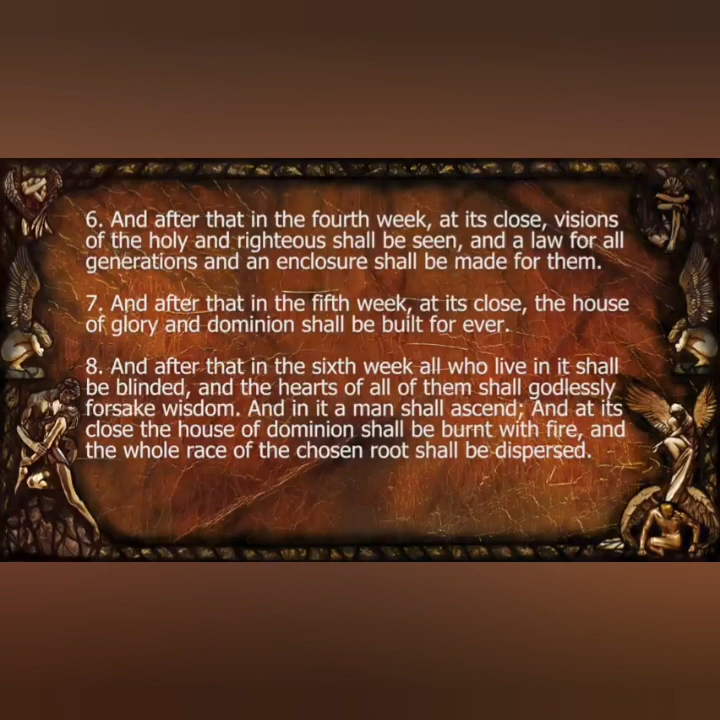 6. And after that in the fourth week, at its close, visions
of the holy and righteous shall be seen, and a law for all
generations and an enclosure shall be made for them.
7. And after that in the fifth week, at its close, the house
of glory and dominion shall be built for ever.
8. And after that in the sixth week all who live in it shall
be blinded, and the hearts of all of them shall godlessly
forsake wisdom. And in it a man shall ascend; And at its
close the house of dominion shall be burnt with fire, and
the whole race of the chosen root shall be dispersed.